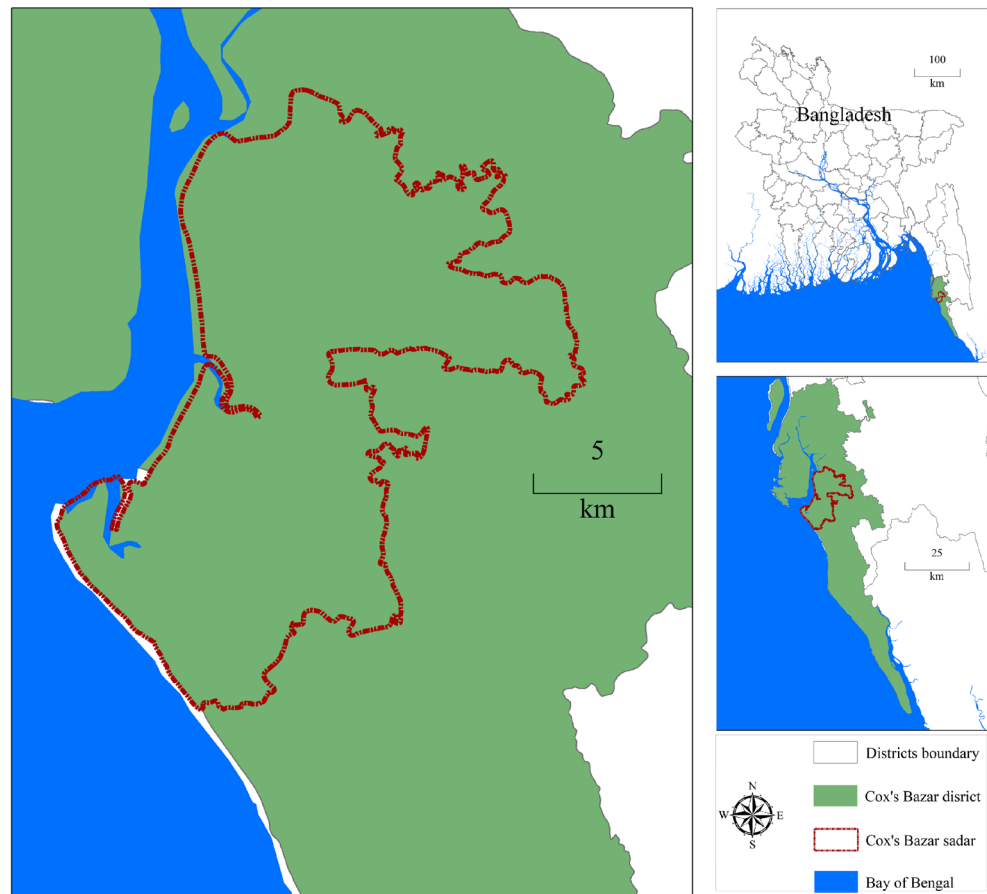 5
km
100
km
Bangladesh
25
km
N
W
E
S
Districts boundary
Cox's Bazar disrict
Cox's Bazar sadar
Bay of Bengal